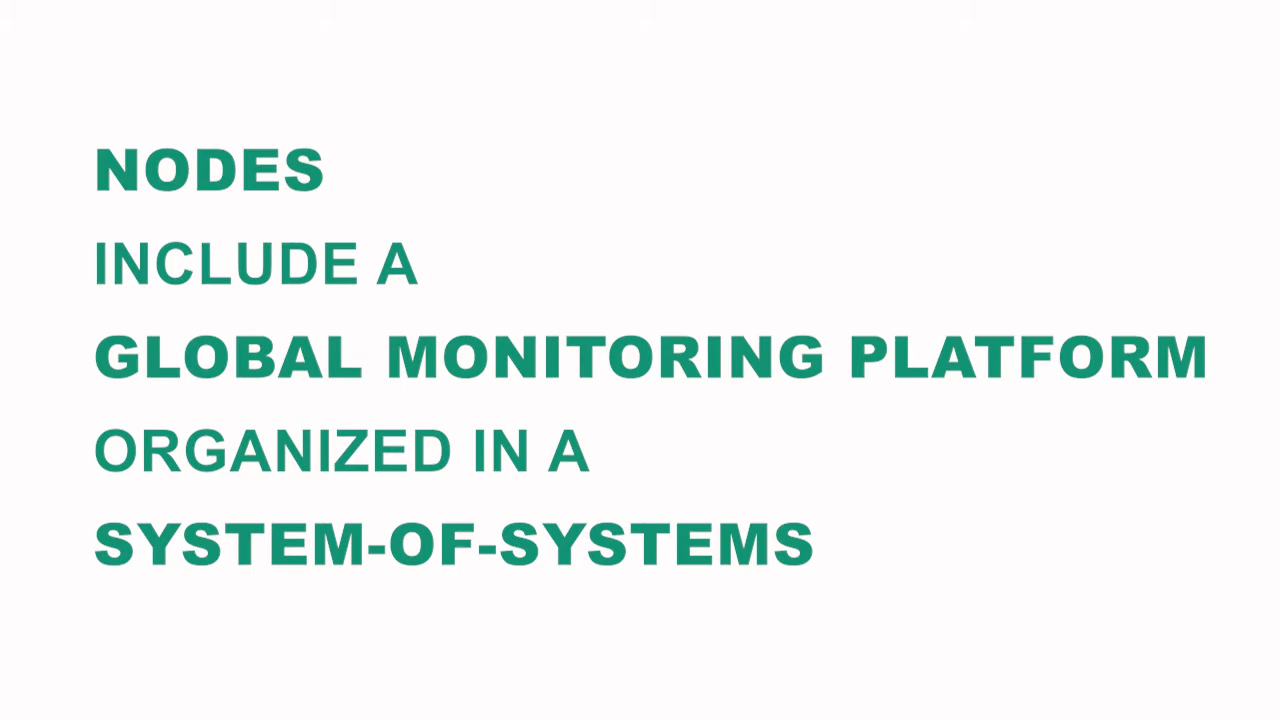 NODES
INCLUDE A
GLOBAL MONITORING PLATFORM
ORGANIZED IN A
SYSTEM-OF-SYSTEMS